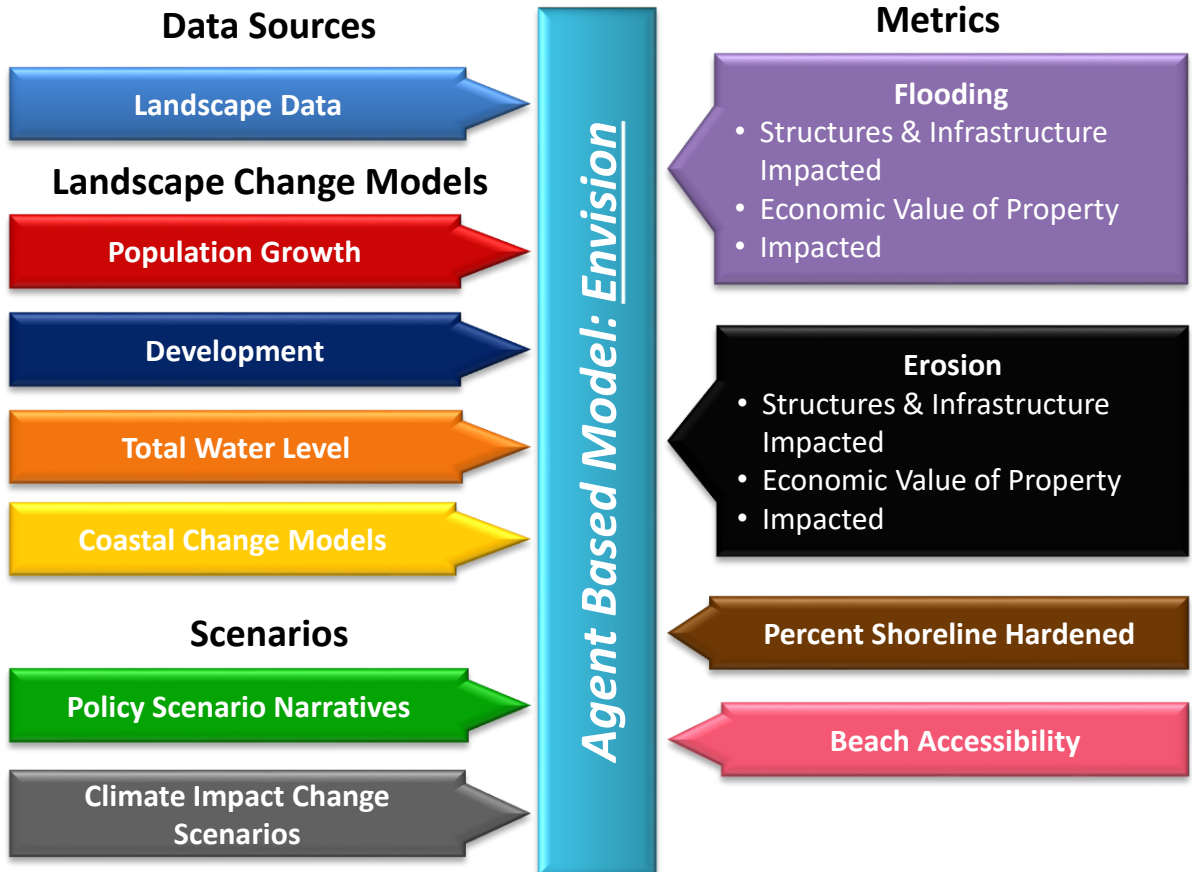 Data Sources
Landscape Data
Landscape Change Models
Population Growth
Development
Total Water Level
Coastal Change Models
Scenarios
Policy Scenario Narratives
Climate Impact Change
Scenarios
Agent Based Model: Envision
Metrics
Flooding
• Structures & Infrastructure
Impacted
• Economic Value of Property
• Impacted
Erosion
• Structures & Infrastructure
Impacted
• Economic Value of Property
• Impacted
Percent Shoreline Hardened
Beach Accessibility